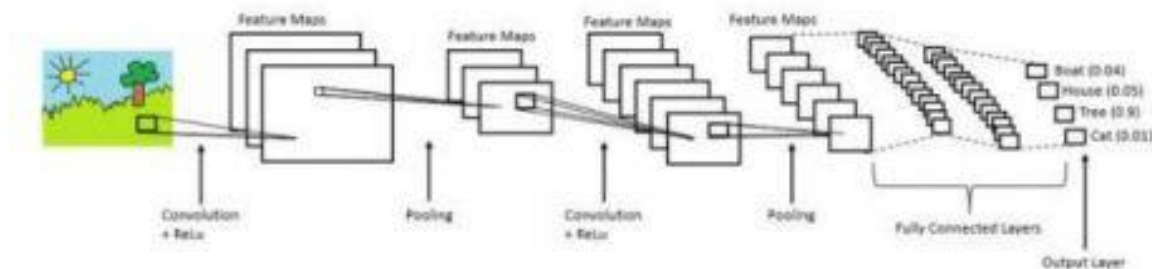 Feature Maps
Feature Maps
Feature Maps
Feature Maps
Boat (0.04)
House (0.05)
Tree (0.9)
Cat (0.01)
Convolution
+ ReLu
Pooling
Convolution
+ ReLu
Pooling
Fully Connected Layers
Output Layer